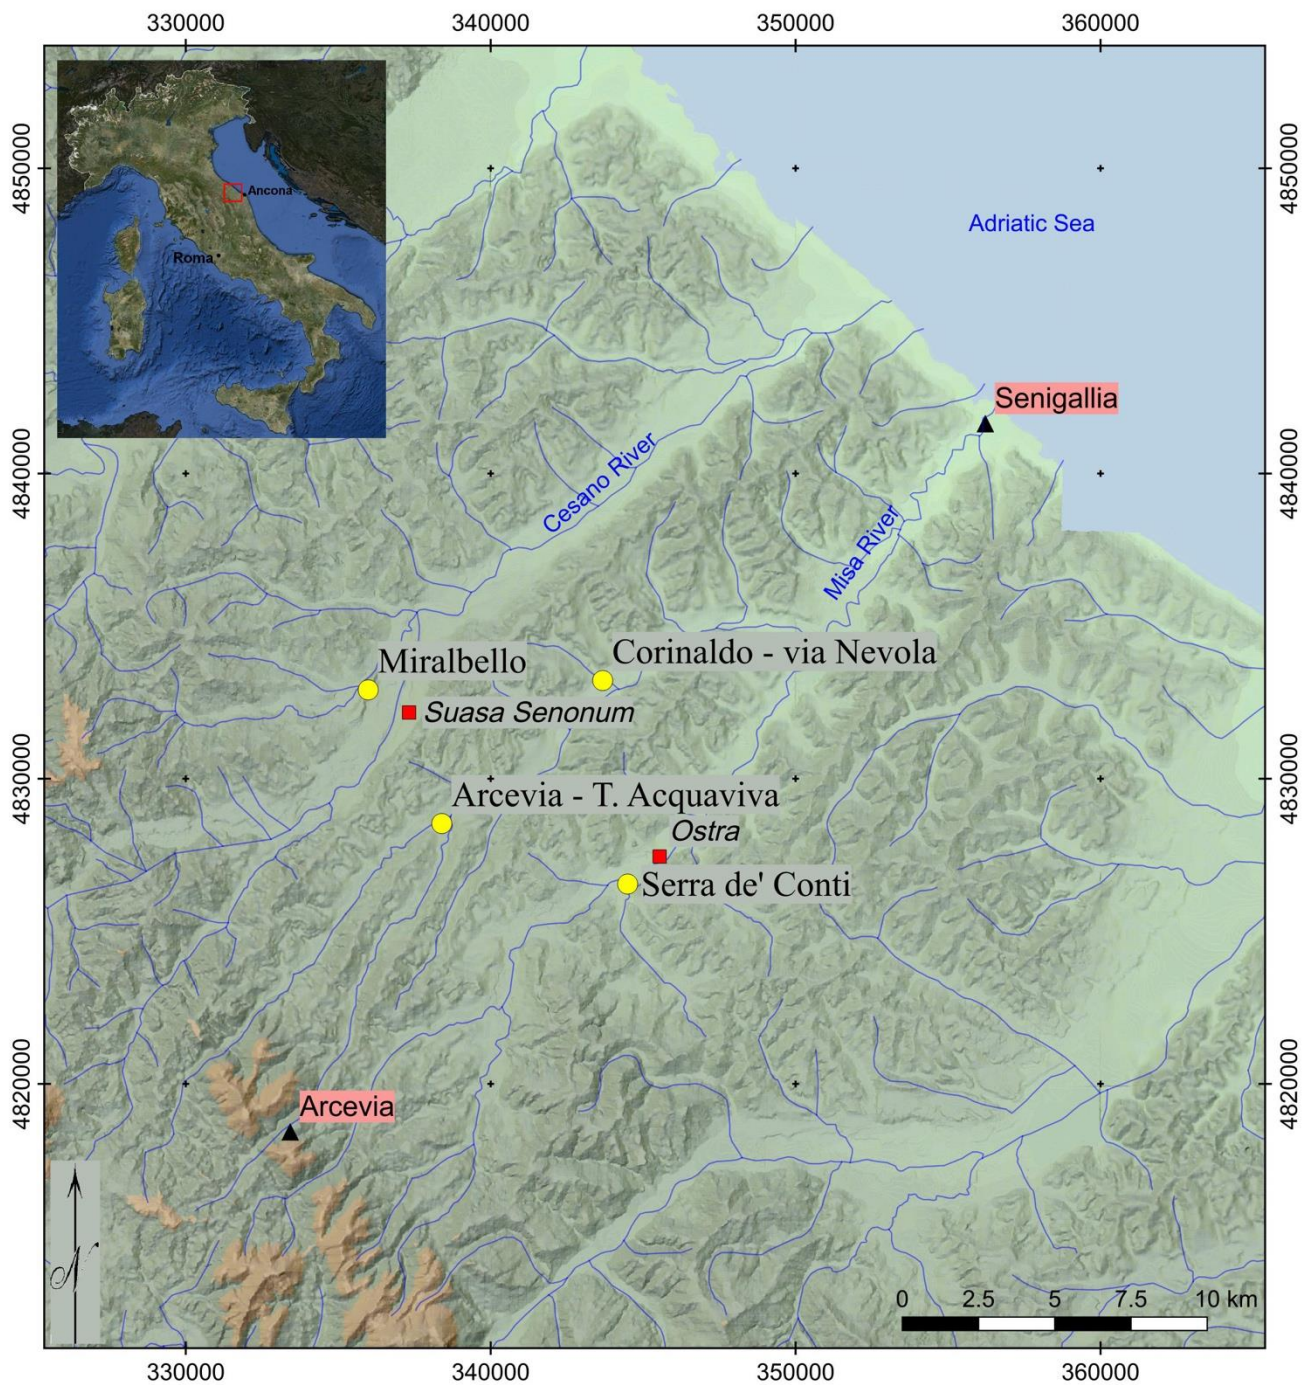 330000
340000
350000
360000
4850000
4850000
Ancona
Roma
Adriatic Sea
Senigallia
Cesano River
4840000
4840000
Misa River
Corinaldo - via Nevola
Miralbello
Suasa Senonum
4830000
4830000
Arcevia - T. Acquaviva
Ostra
Serra de' Conti
4820000
4820000
Arcevia
N
0 2.5 5 7.5 10 km
330000
340000
350000
360000